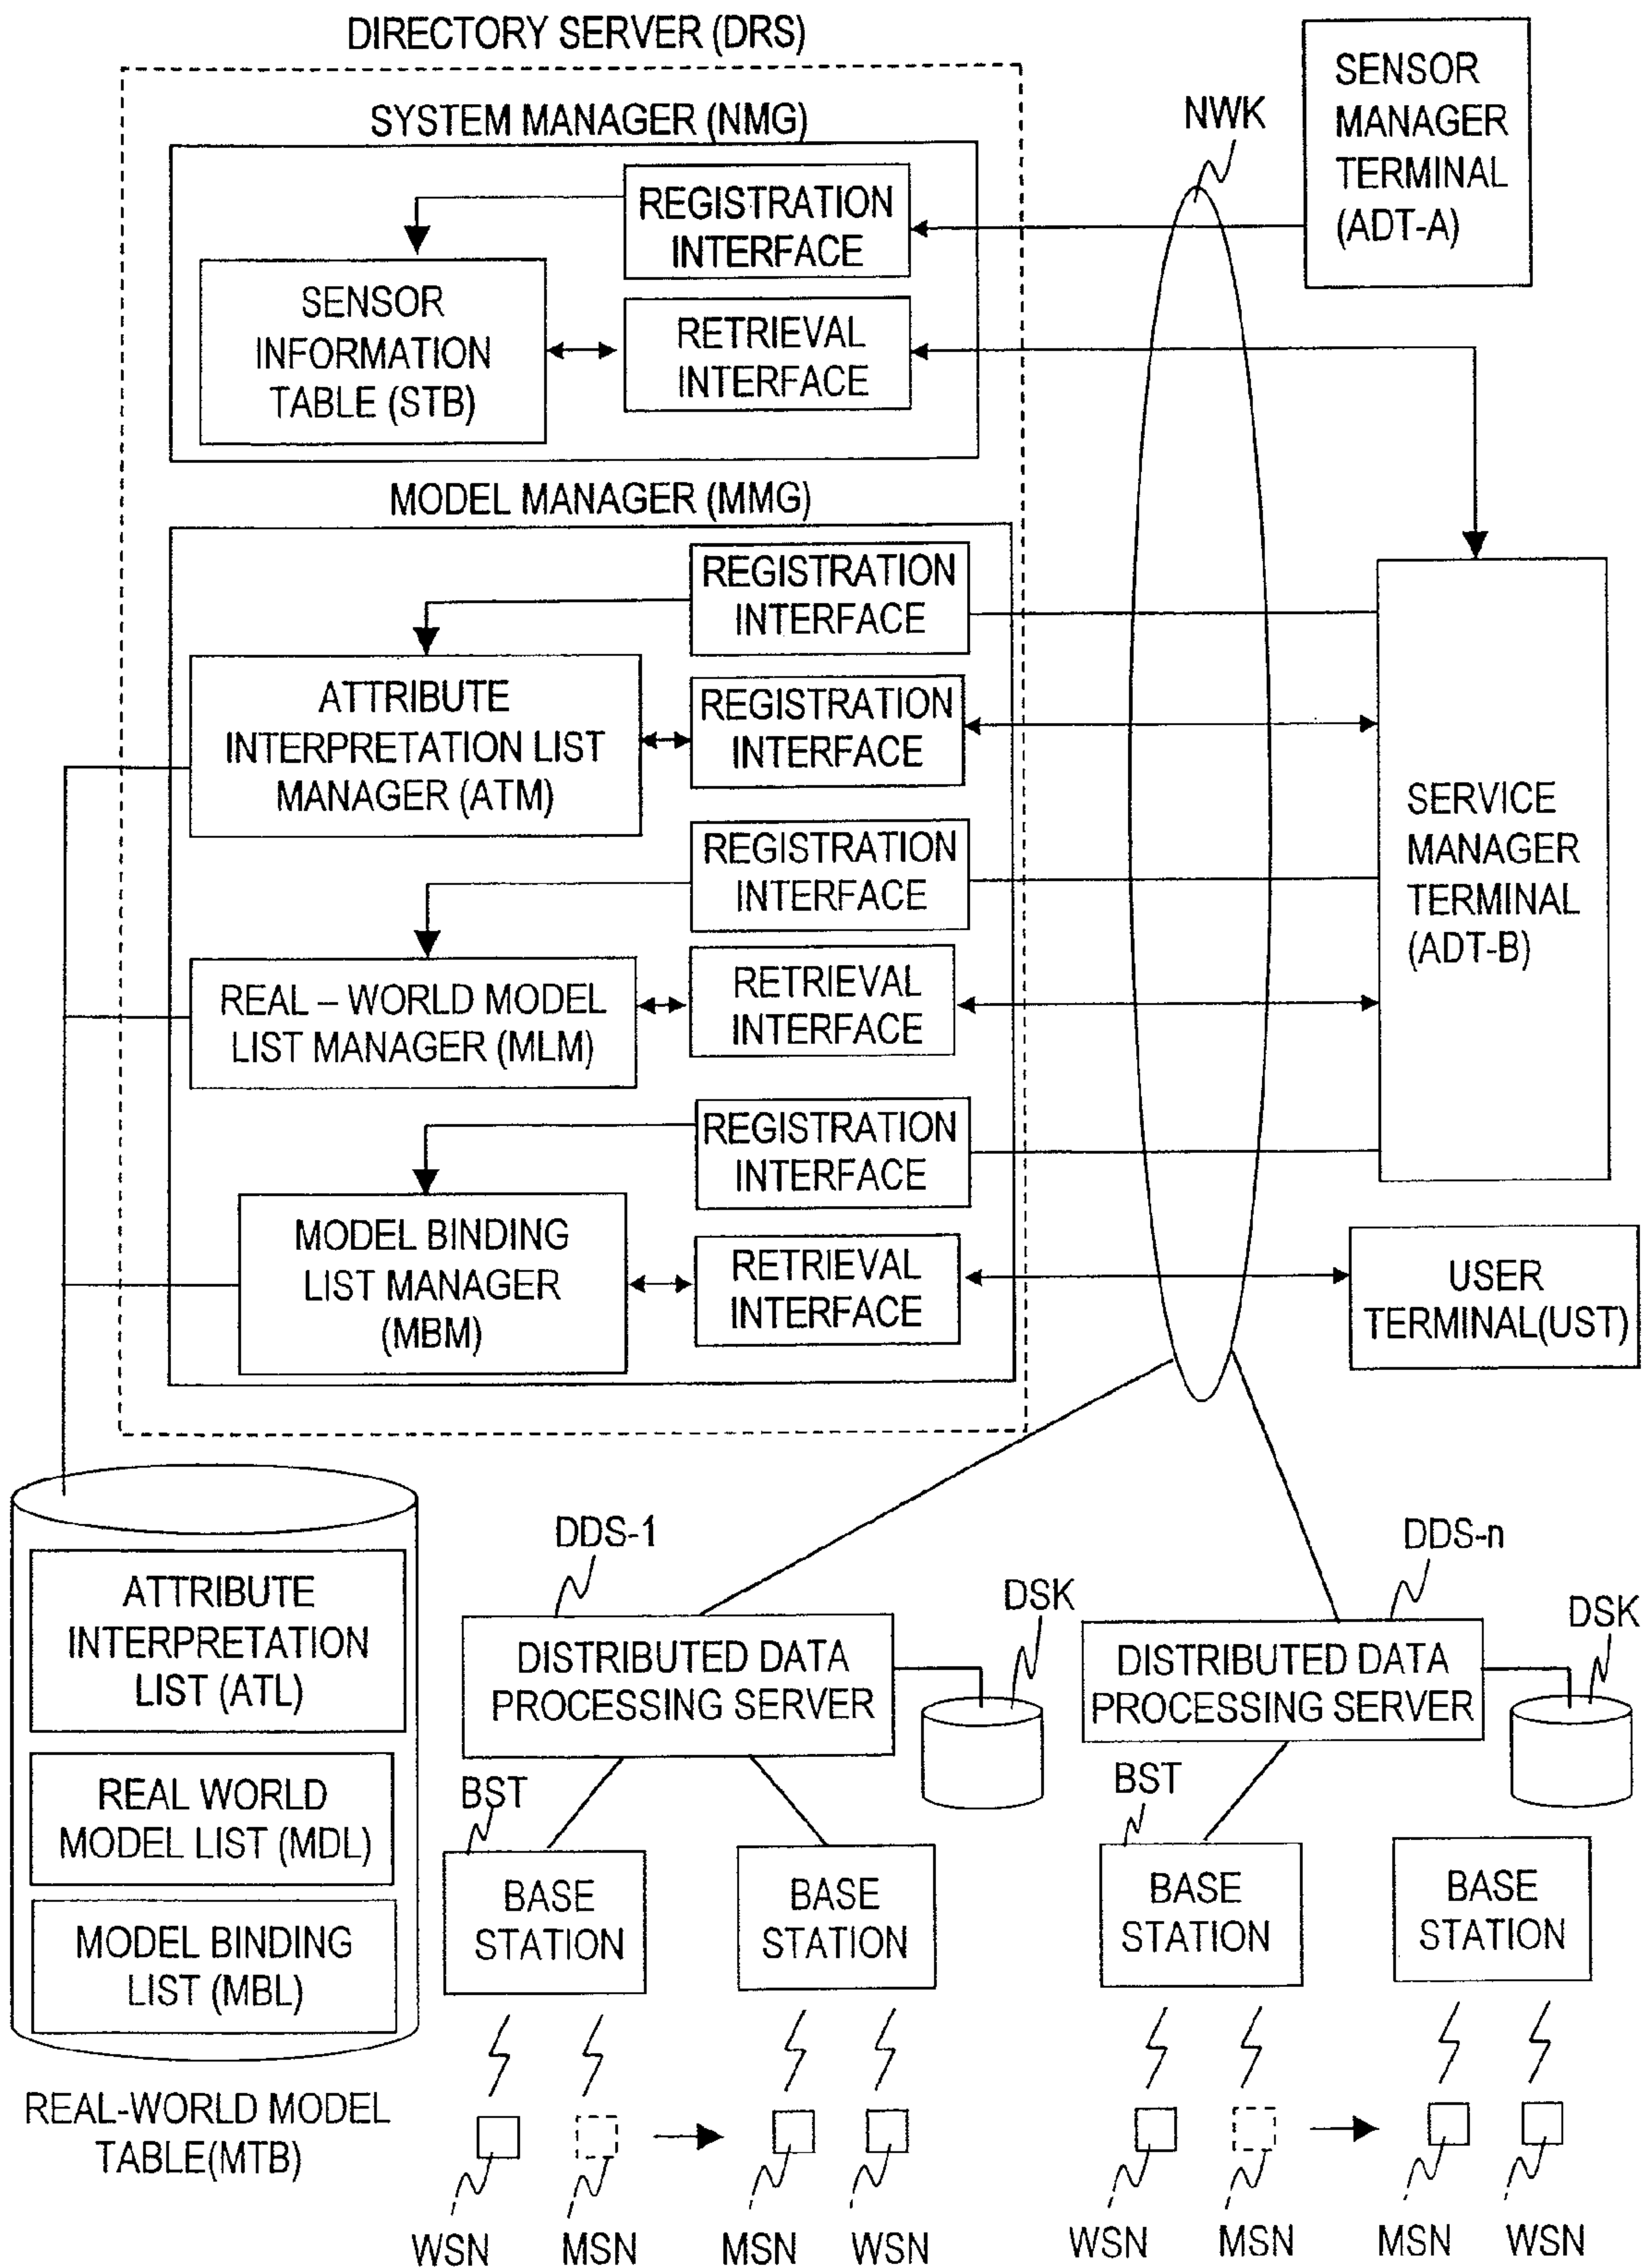 DIRECTORY SERVER (DRS)
SYSTEM MANAGER (NMG)
REGISTRATION
INTERFACE
SENSOR
INFORMATION
TABLE (STB)
RETRIEVAL
INTERFACE
NWK
SENSOR
MANAGER
TERMINAL
(ADT-A)
MODEL MANAGER (MMG)
REGISTRATION
INTERFACE
ATTRIBUTE
INTERPRETATION LIST
MANAGER (ATM)
REGISTRATION
INTERFACE
REGISTRATION
INTERFACE
REAL – WORLD MODEL
LIST MANAGER (MLM)
RETRIEVAL
INTERFACE
REGISTRATION
INTERFACE
MODEL BINDING
LIST MANAGER
(MBM)
RETRIEVAL
INTERFACE
SERVICE
MANAGER
TERMINAL
(ADT-B)
USER
TERMINAL(UST)
ATTRIBUTE
INTERPRETATION
LIST (ATL)
REAL WORLD
MODEL LIST (MDL)
MODEL BINDING
LIST (MBL)
REAL-WORLD MODEL
TABLE(MTB)
DDS-1
DISTRIBUTED DATA
PROCESSING SERVER
DSK
BST
BASE
STATION
BASE
STATION
WSN
MSN
MSN
WSN
DDS-n
DISTRIBUTED DATA
PROCESSING SERVER
DSK
BST
BASE
STATION
BASE
STATION
WSN
MSN
MSN
WSN